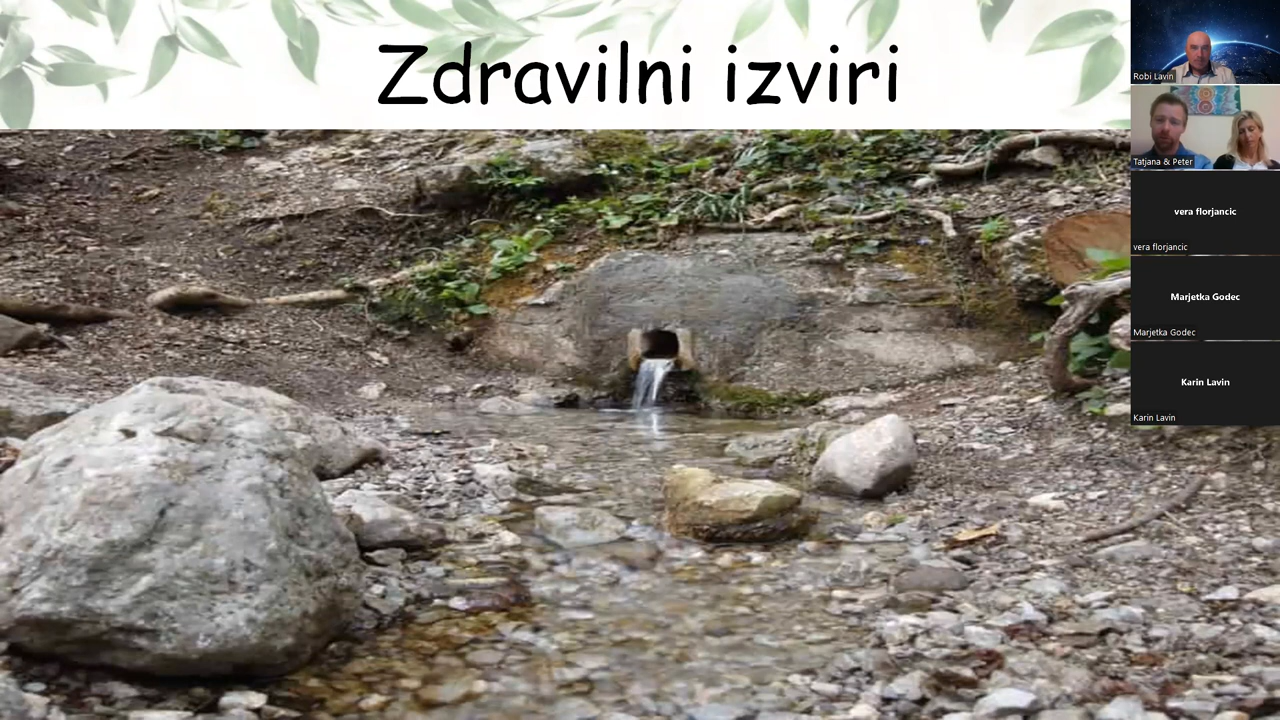 Zdravilni izviri
Robi Lavin
Tatjana & Peter
vera florjancic
vera florjancic
Marjetka Godec
Marjetka Godec
Karin Lavin
Karin Lavin